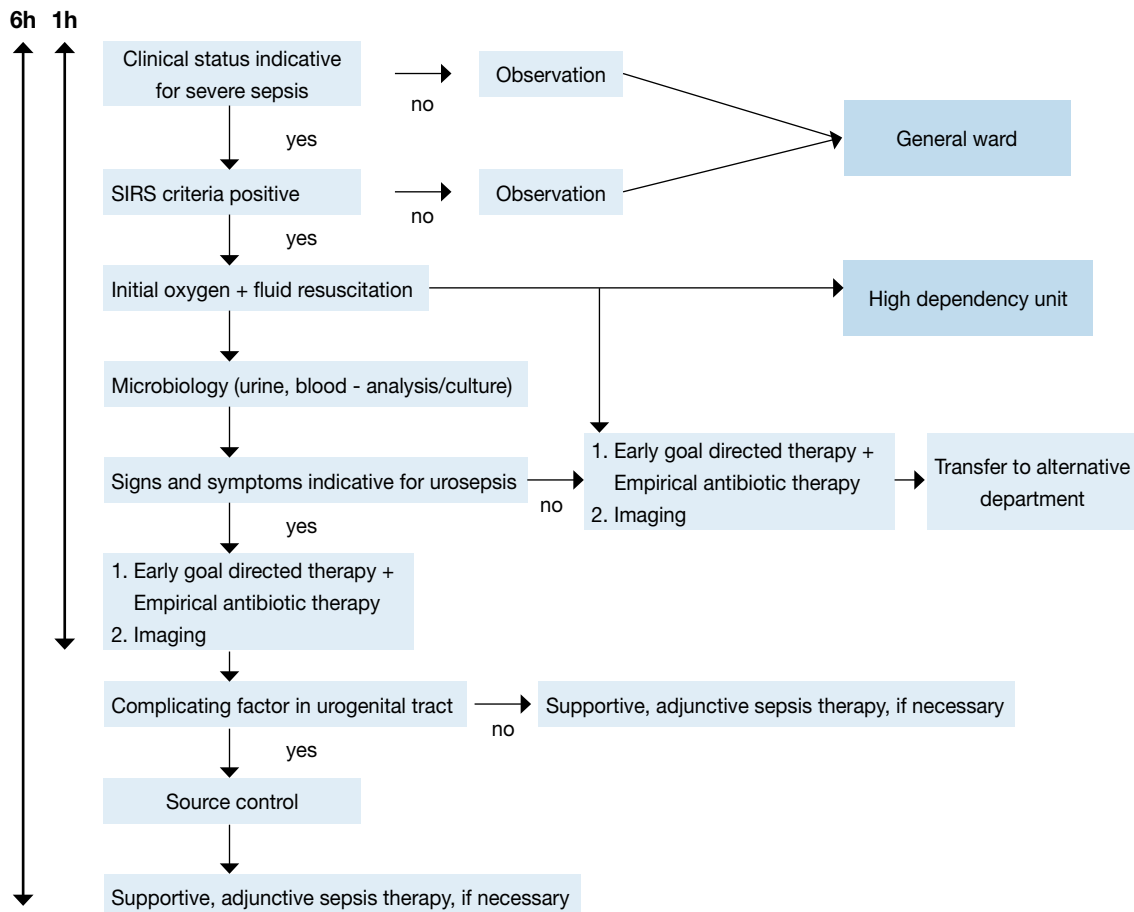 6h 1h
Clinical status indicative
for severe sepsis
no
Observation
General ward
yes
SIRS criteria positive
no
Observation
yes
Initial oxygen + fluid resuscitation
High dependency unit
Microbiology (urine, blood - analysis/culture)
Signs and symptoms indicative for urosepsis
no
1. Early goal directed therapy +
Empirical antibiotic therapy
2. Imaging
Transfer to alternative
department
yes
1. Early goal directed therapy +
Empirical antibiotic therapy
2. Imaging
Complicating factor in urogenital tract
no
Supportive, adjunctive sepsis therapy, if necessary
yes
Source control
Supportive, adjunctive sepsis therapy, if necessary